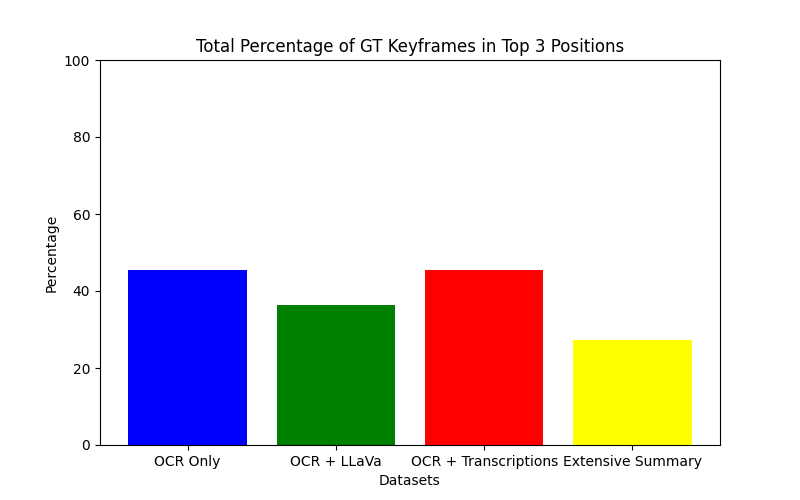 Total Percentage of GT Keyframes in Top 3 Positions
100
80
60
40
20
0
Percentage
OCR Only
OCR + LLaVa
OCR + Transcriptions
Extensive Summary
Datasets